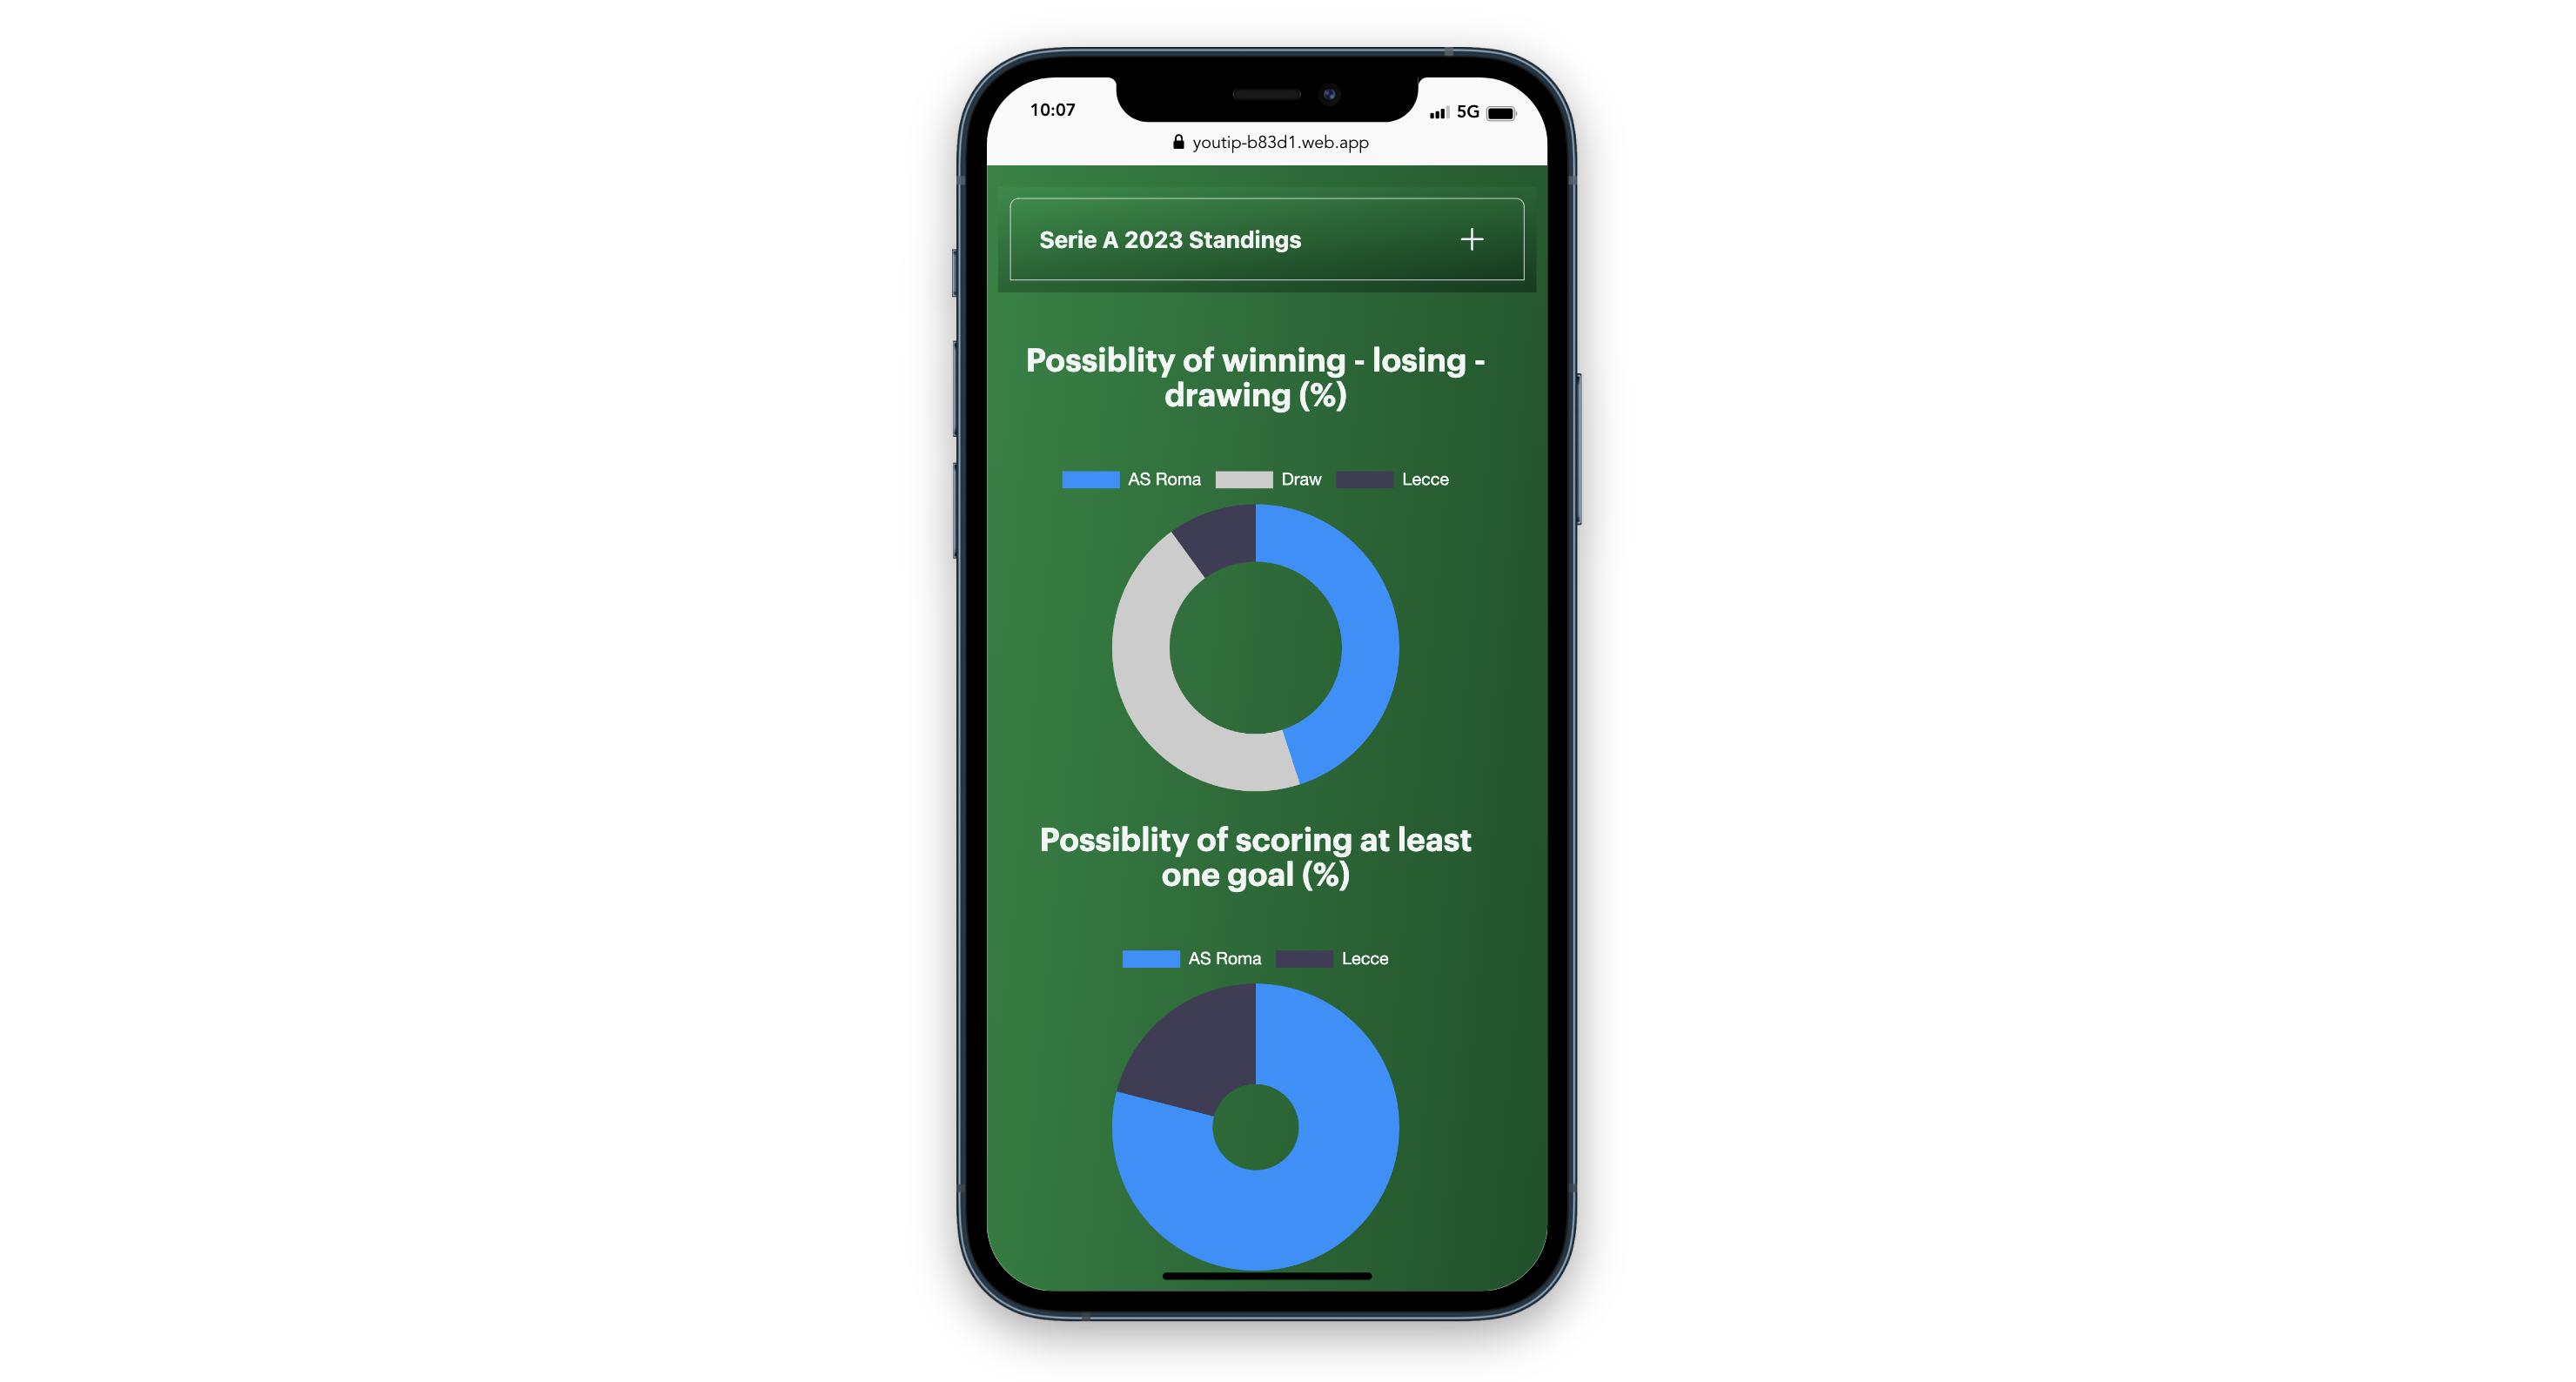 10:07
5G
youtip-b83d1.web.app
Serie A 2023 Standings
Possiblity of winning - losing -
drawing (%)
AS Roma Draw Lecce
Possiblity of scoring at least
one goal (%)
AS Roma Lecce